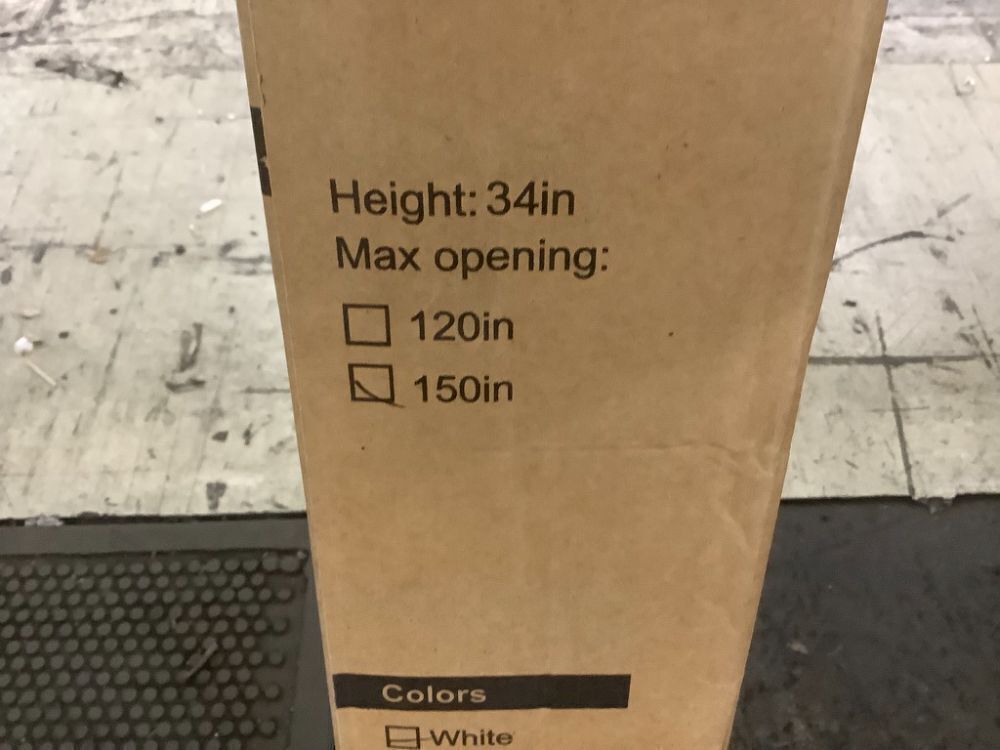 Height: 34in
Max opening:
120in
150in
Colors
White